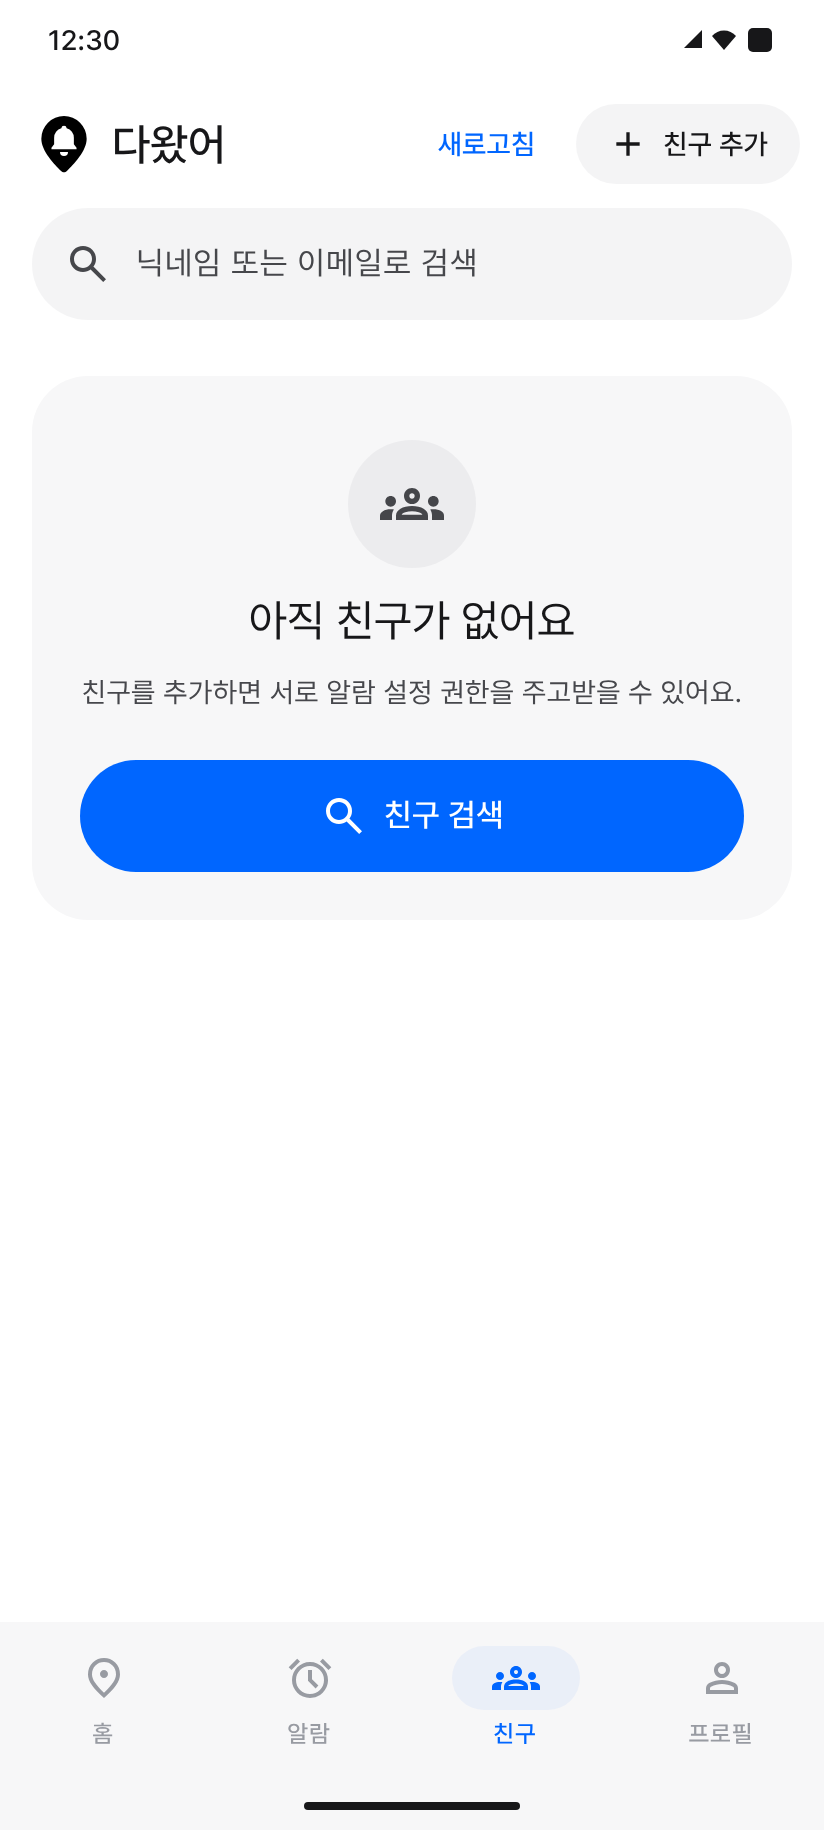 12:30
다왔어
새로고침
친구 추가
닉네임 또는 이메일로 검색
아직 친구가 없어요
친구를 추가하면 서로 알람 설정 권한을 주고받을 수 있어요.
친구 검색
홈
알람
친구
프로필